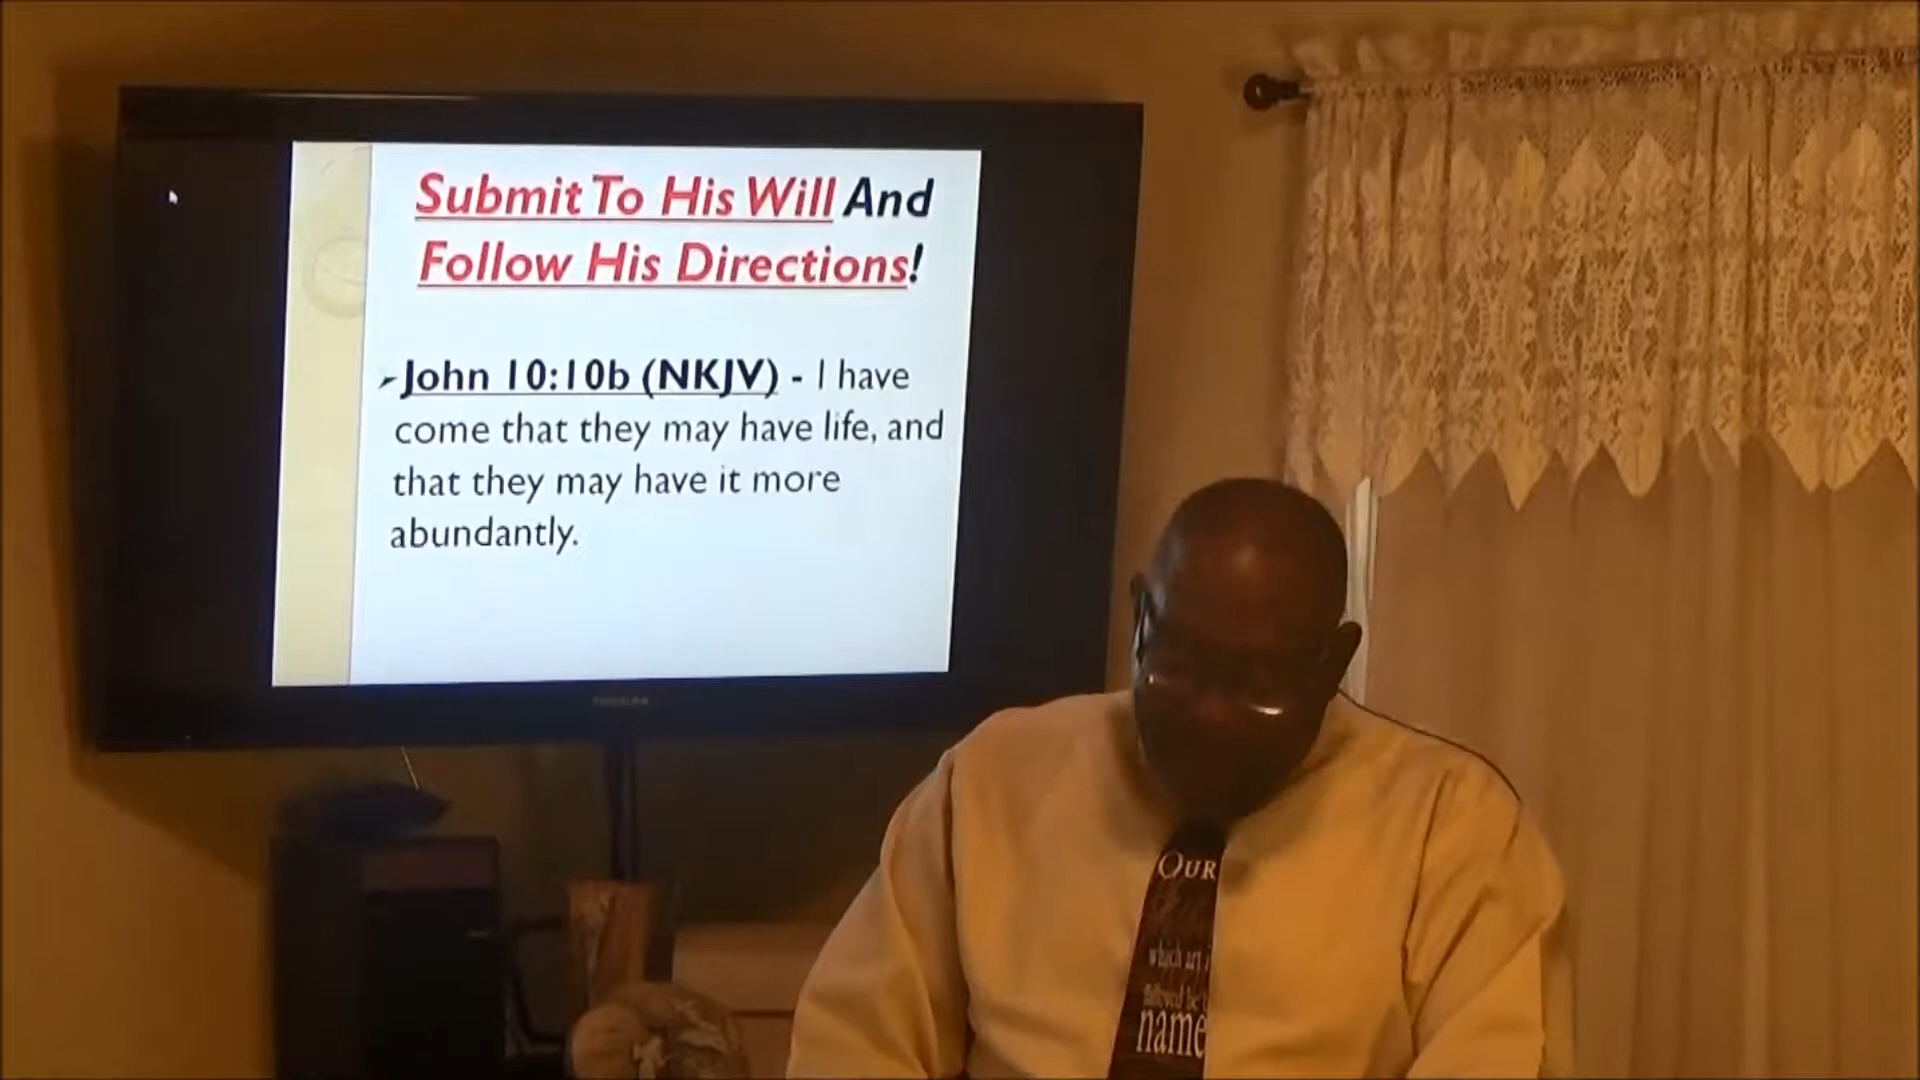 Submit To His Will And
Follow His Directions!
➢John 10:10b (NKJV) - I have
come that they may have life, and
that they may have it more
abundantly.
TOSHIBA
OUR
which art
name